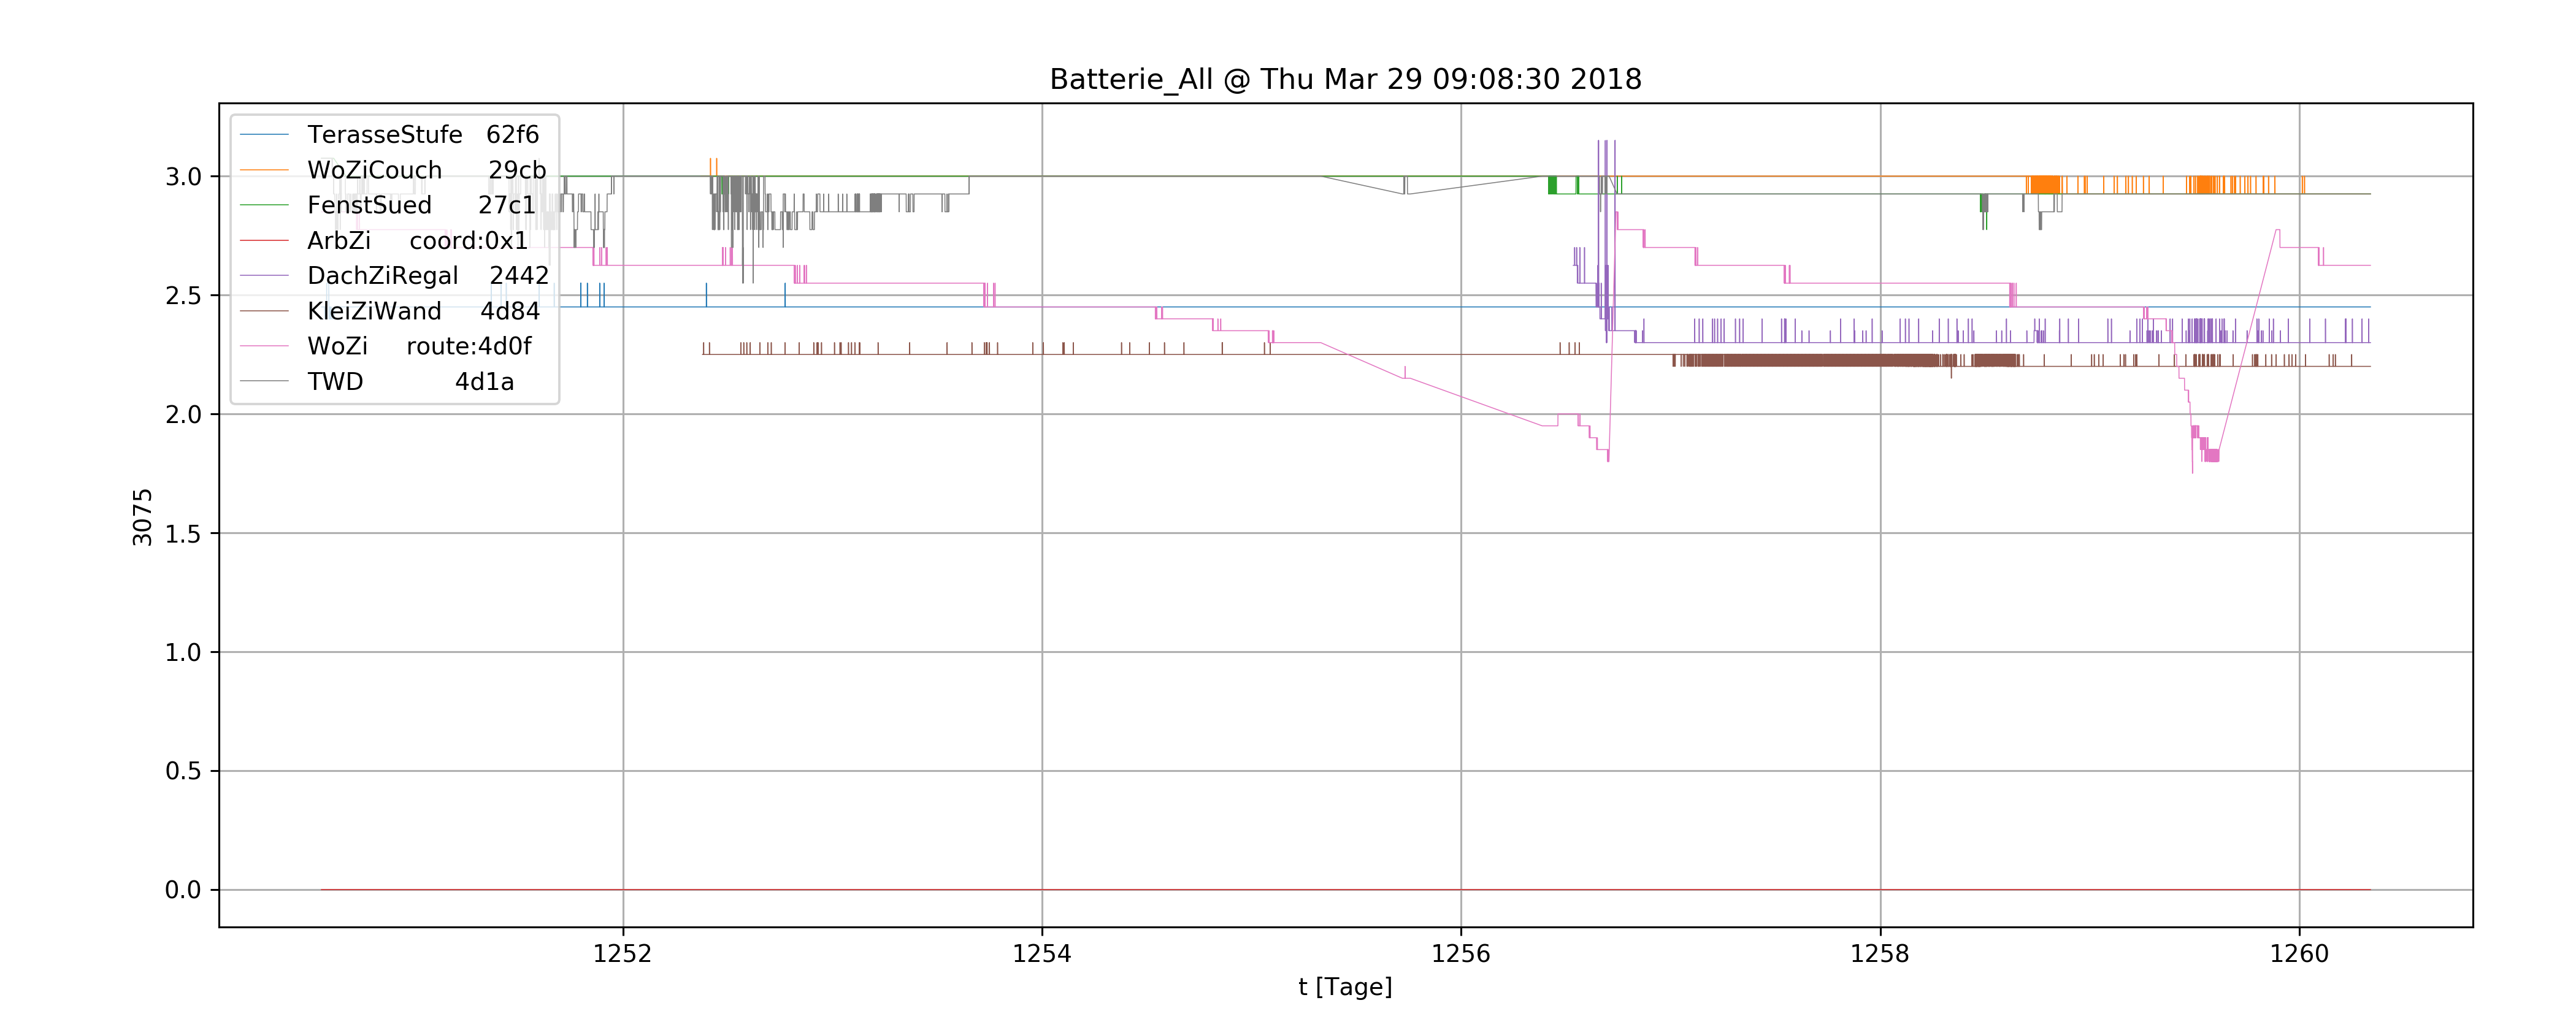 Batterie_All @ Thu Mar 29 09:08:30 2018
TerasseStufe 62f6
WoZiCouch 29cb
FenstSued 27c1
ArbZi coord:0x1
DachZiRegal 2442
KleiZiWand 4d84
WoZi route:4d0f
TWD 4d1a
3.0
2.5
2.0
1.5
1.0
0.5
0.0
3075
1252
1254
1256
1258
1260
t [Tage]